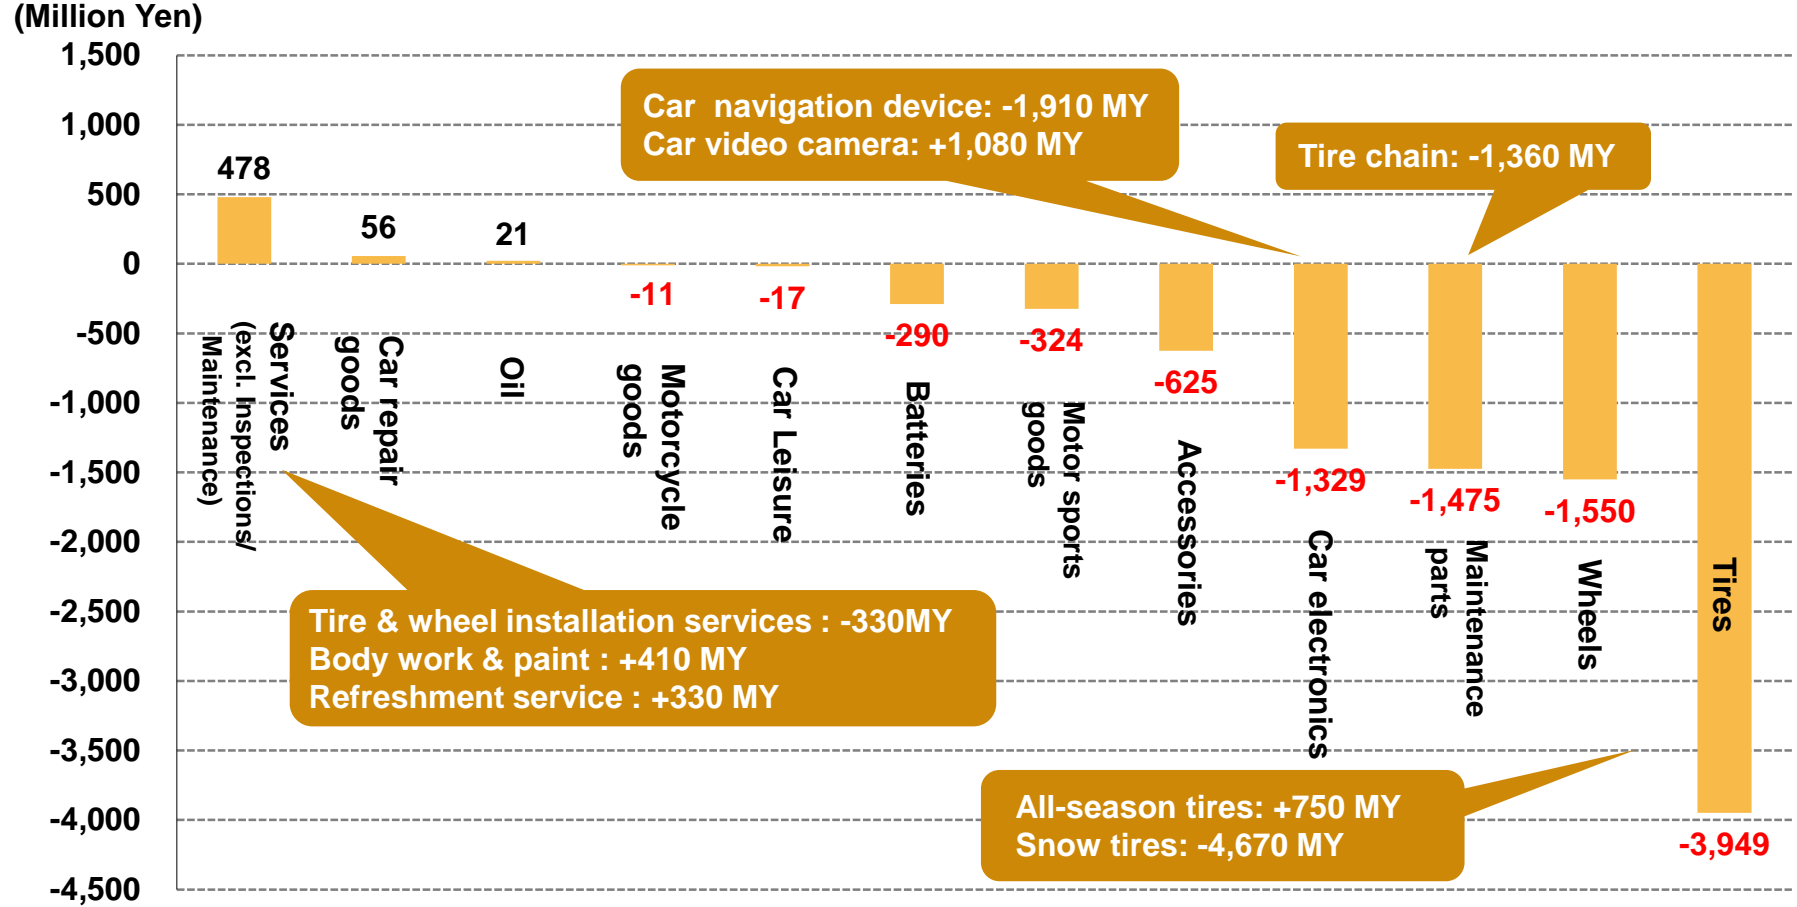 (Million Yen)
1,500
1,000
500
0
-500
-1,000
-1,500
-2,000
-2,500
-3,000
-3,500
-4,000
-4,500
478
56
21
-11
-17
-290
-324
-625
-1,329
-1,475
-1,550
-3,949
Services
(excl. Inspections/
Maintenance)
Car repair
goods
Oil
Motorcycle
goods
Car Leisure
Batteries
Motor sports
goods
Accessories
Car electronics
Maintenance
parts
Wheels
Tires
Car navigation device: -1,910 MY
Car video camera: +1,080 MY
Tire chain: -1,360 MY
Tire & wheel installation services : -330MY
Body work & paint : +410 MY
Refreshment service : +330 MY
All-season tires: +750 MY
Snow tires: -4,670 MY